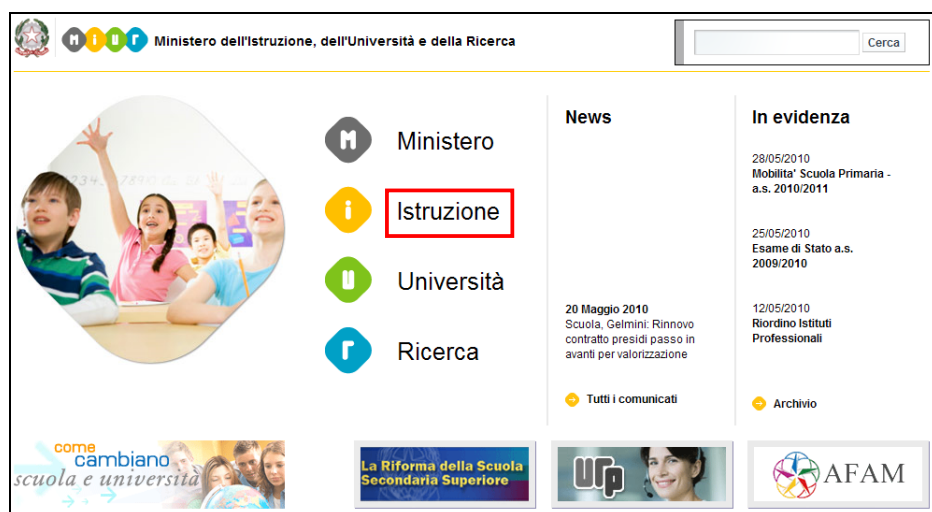 miur Ministero dell'Istruzione, dell'Università e della Ricerca
Cerca
m Ministero
i Istruzione
u Università
r Ricerca
News
20 Maggio 2010
Scuola, Gelmini: Rinnovo
contratto presidi passo in
avanti per valorizzazione
Tutti i comunicati
In evidenza
28/05/2010
Mobilita' Scuola Primaria -
a.s. 2010/2011
25/05/2010
Esame di Stato a.s.
2009/2010
12/05/2010
Riordino Istituti
Professionali
Archivio
come
cambiano
scuola e università
La Riforma della Scuola
Secondaria Superiore
urp
AFAM